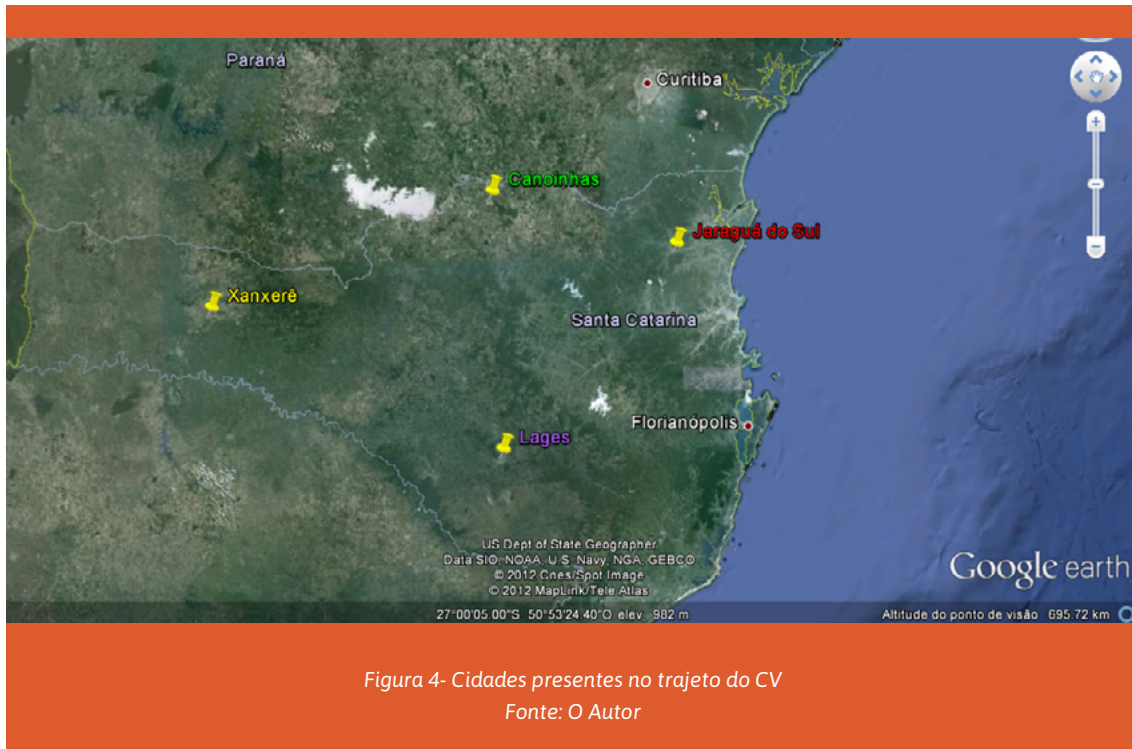 Paraná
Curitiba
Canoinhas
Jaraguá do Sul
Xanxerê
Santa Catarina
Florianópolis
Lages
US Dept of State Geographer
Data SIO, NOAA, U.S. Navy, NGA, GEBCO
© 2012 Cnes/Spot Image
© 2012 MapLink/Tele Atlas
Google earth
27°00'05.00"S 50°53'24.40"O elev 982 m
Altitude do ponto de visão 695.72 km
Figura 4- Cidades presentes no trajeto do CV
Fonte: O Autor